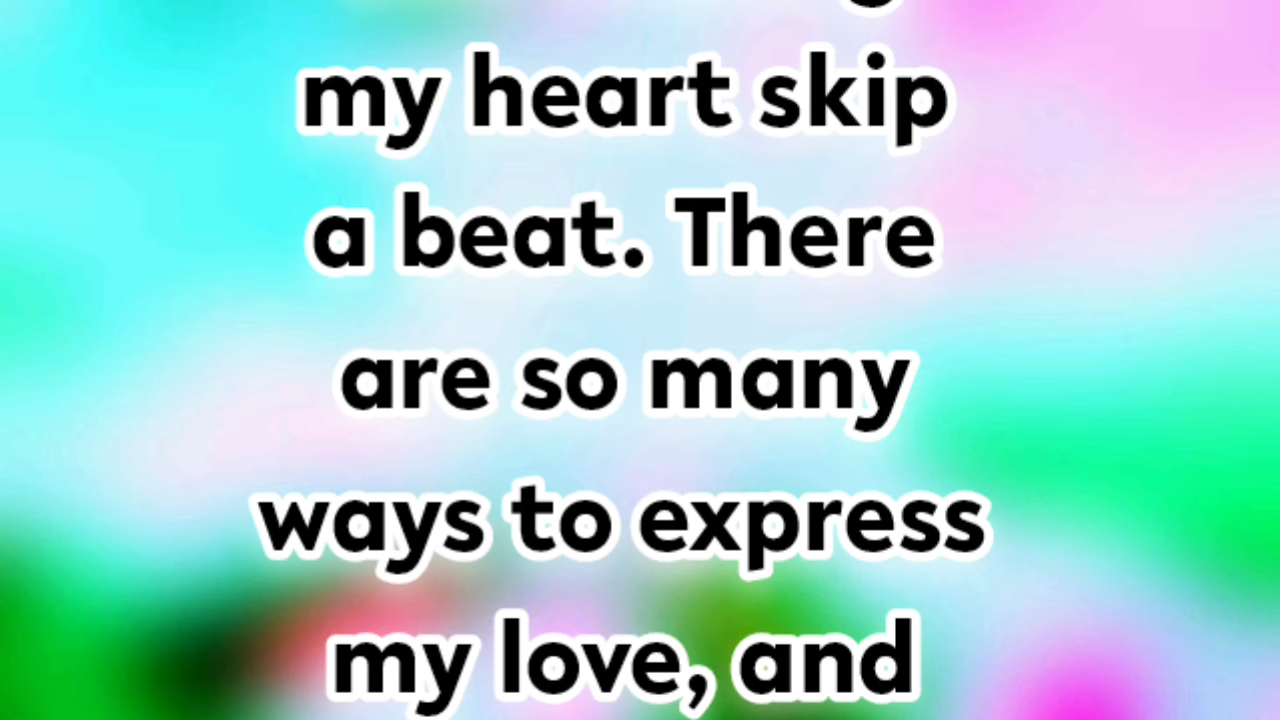 my heart skip
a beat. There
are so many
ways to express
my love, and